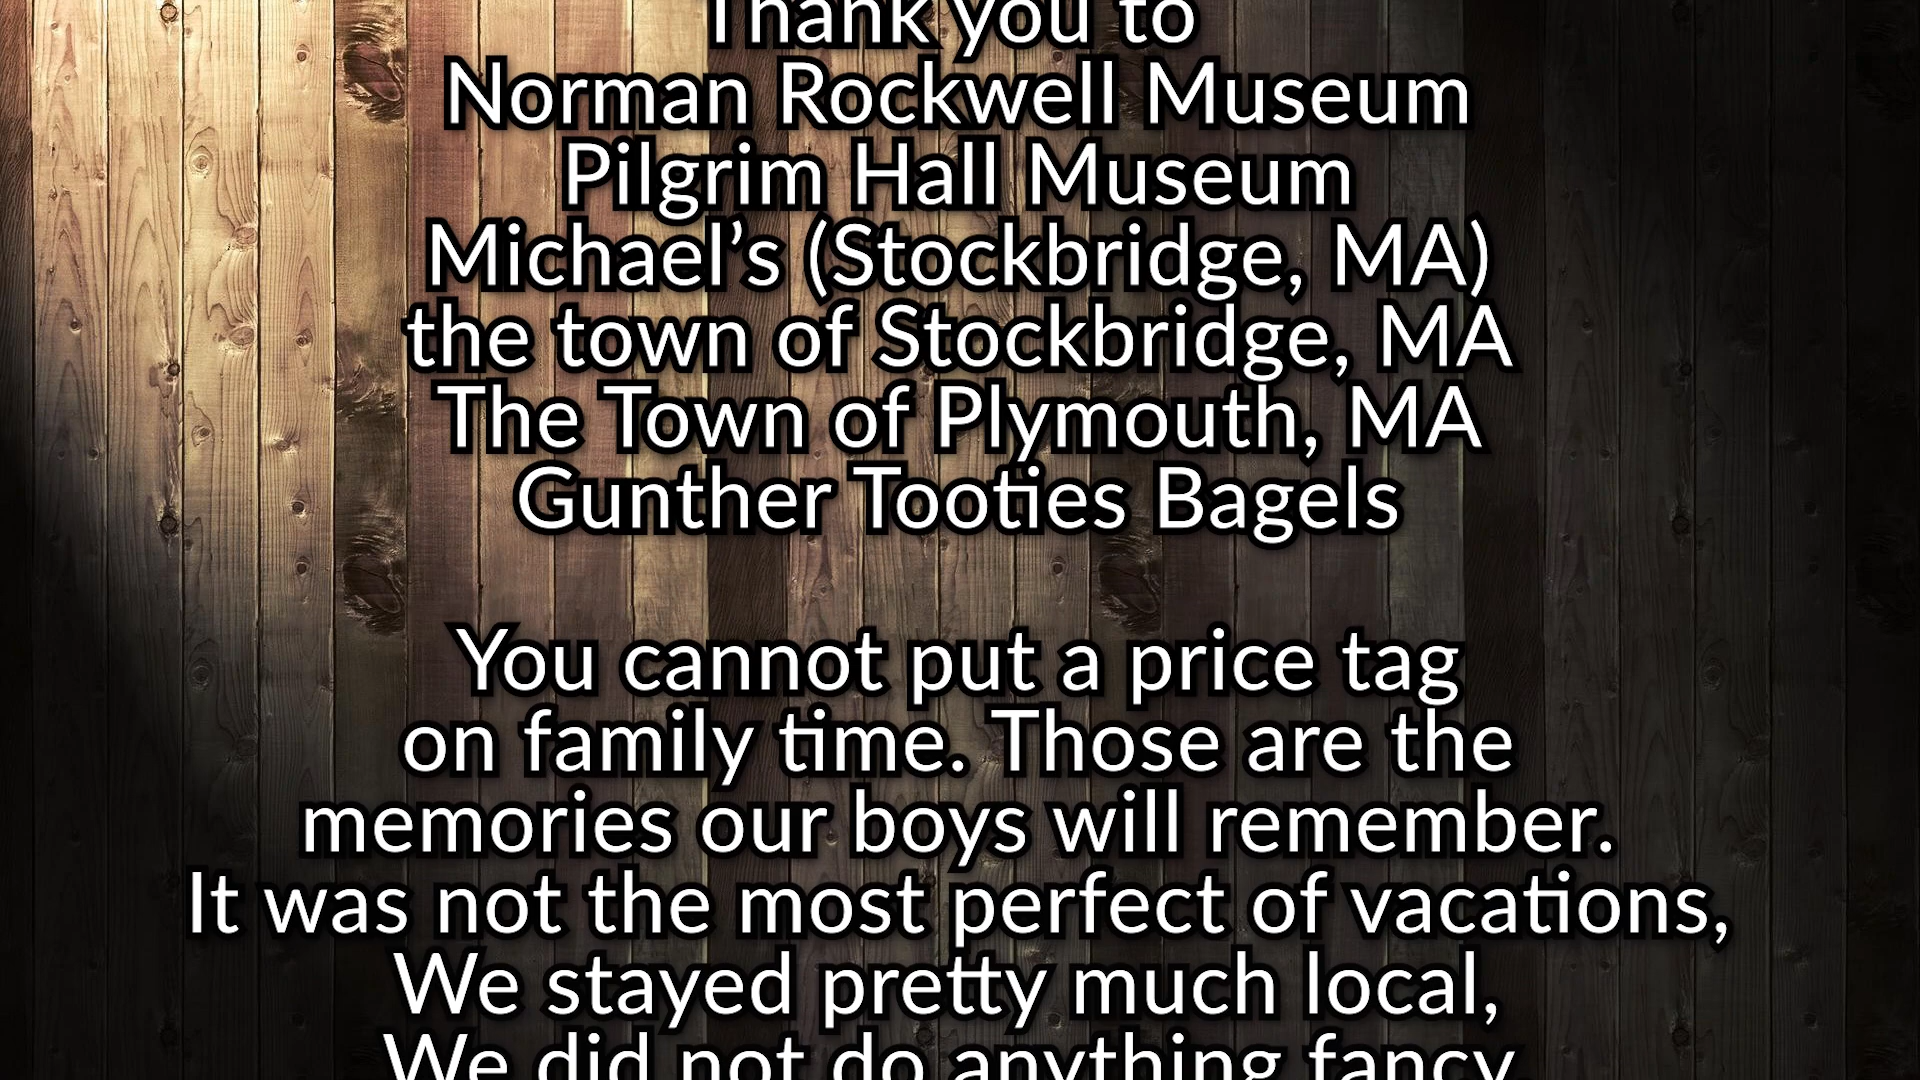 Thank you to
Norman Rockwell Museum
Pilgrim Hall Museum
Michael’s (Stockbridge, MA)
the town of Stockbridge, MA
The Town of Plymouth, MA
Gunther Tooties Bagels
You cannot put a price tag
on family time. Those are the
memories our boys will remember.
It was not the most perfect of vacations,
We stayed pretty much local,
We did not do anything fancy.